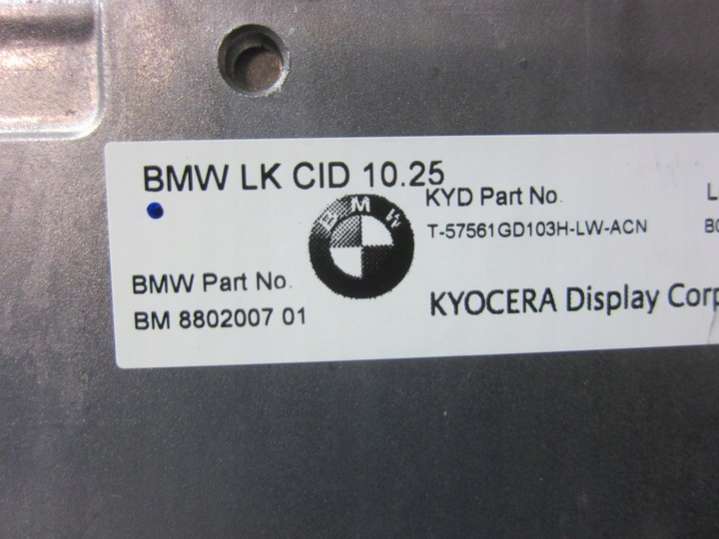 BMW LK CID 10.25
KYD Part No.
T-57561GD103H-LW-ACN
BMW
BMW Part No.
BM 8802007 01
KYOCERA Display Corp